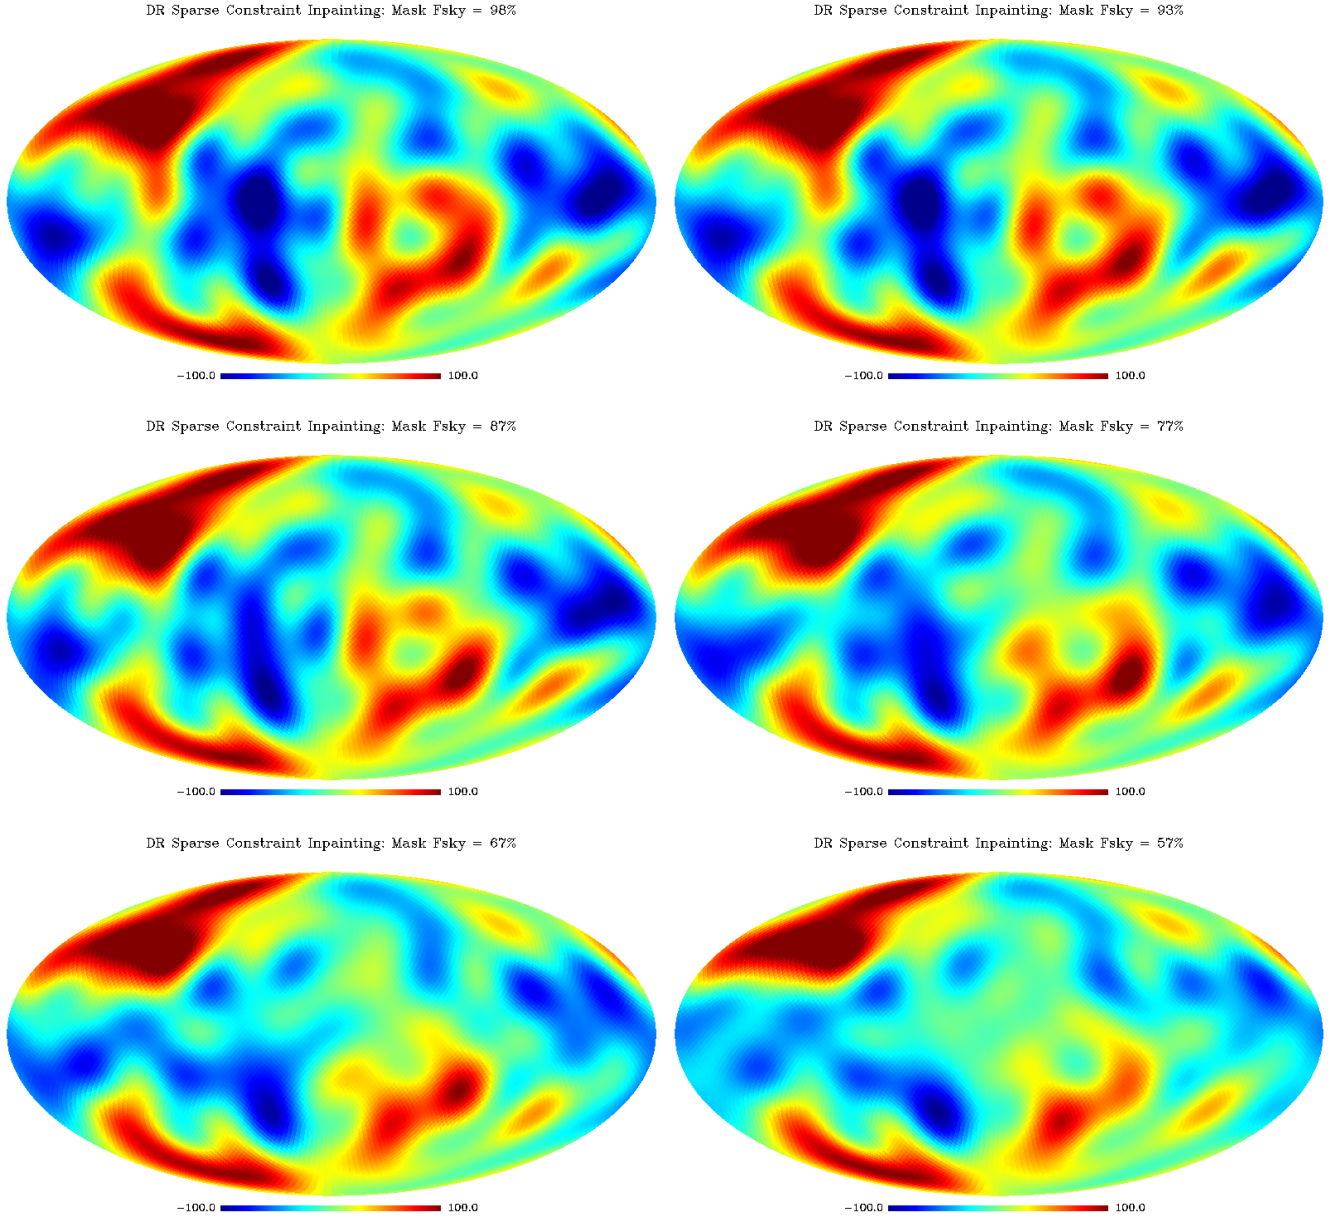 DR Sparse Constraint Inpainting: Mask Fsky = 98%
DR Sparse Constraint Inpainting: Mask Fsky = 93%
-100.0 100.0
-100.0 100.0
DR Sparse Constraint Inpainting: Mask Fsky = 87%
DR Sparse Constraint Inpainting: Mask Fsky = 77%
-100.0 100.0
-100.0 100.0
DR Sparse Constraint Inpainting: Mask Fsky = 67%
DR Sparse Constraint Inpainting: Mask Fsky = 57%
-100.0 100.0
-100.0 100.0